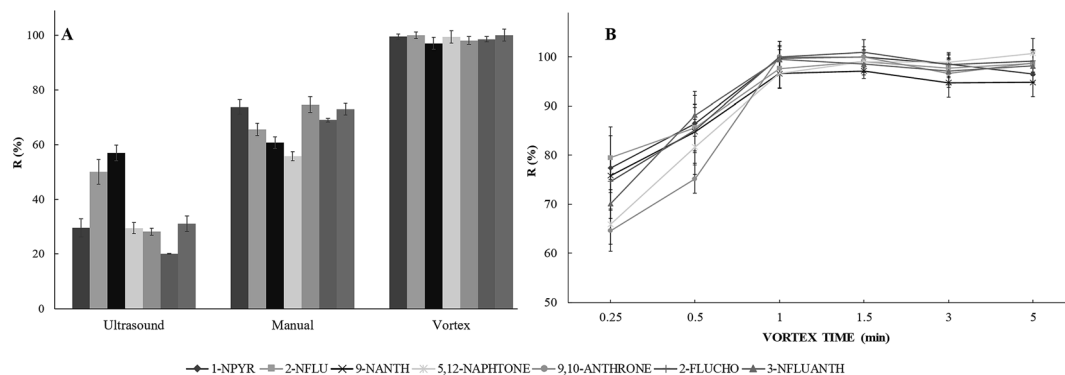 A
R (%)
100
80
60
40
20
0
Ultrasound Manual Vortex
B
R (%)
100
90
80
70
60
50
0.25 0.5 1 1.5 3 5
VORTEX TIME (min)
1-NPYR 2-NFLU 9-NANTH 5,12-NAPHTONE 9,10-ANTHRONE 2-FLUCHO 3-NFLUANTH